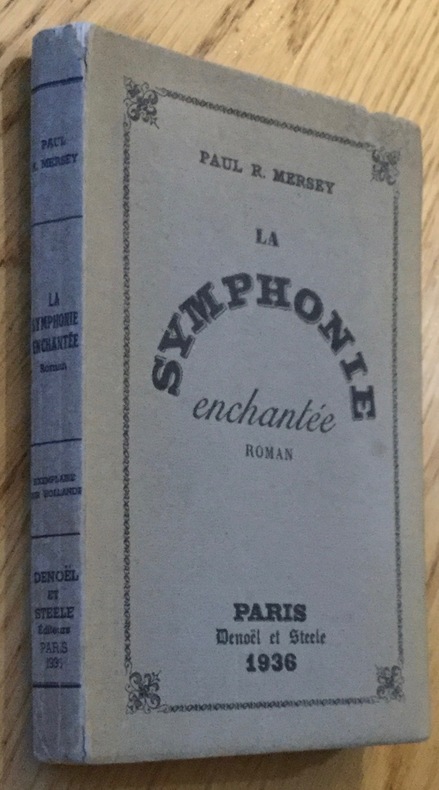 PAUL
R. MERSEY
LA
SYMPHONIE
ENCHANTÉE
Roman
EXEMPLAIRE
SUR HOLLANDE
DENOËL
ET
STEELE
Éditeurs
PARIS
PAUL R. MERSEY
LA
SYMPHONIE
enchantée
ROMAN
PARIS
Denoël et Steele
1936